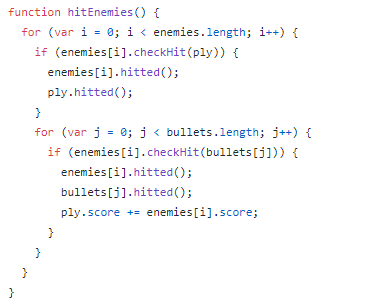 function hitEnemies() {
  for (var i = 0; i < enemies.length; i++) {
    if (enemies[i].checkHit(ply)) {
      enemies[i].hitted();
      ply.hitted();
    }
    for (var j = 0; j < bullets.length; j++) {
      if (enemies[i].checkHit(bullets[j])) {
        enemies[i].hitted();
        bullets[j].hitted();
        ply.score += enemies[i].score;
      }
    }
  }
}